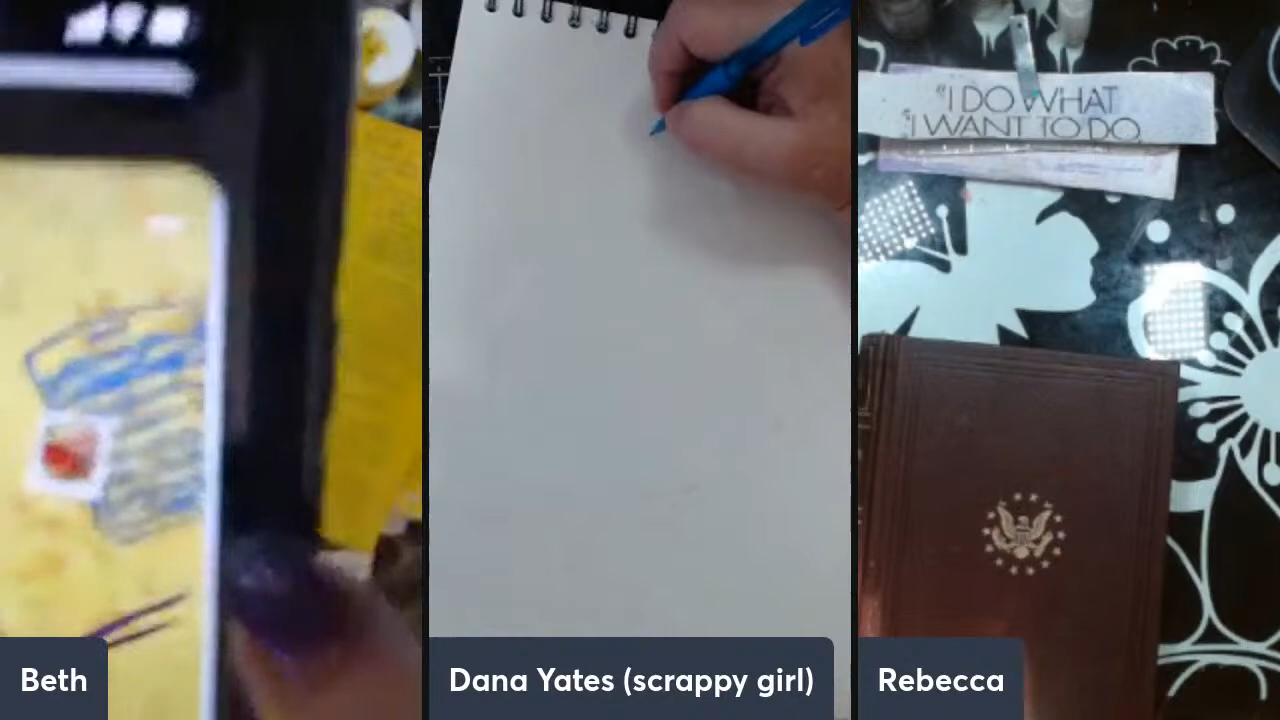 "I DO WHAT
"I WANT TO DO
Beth
Dana Yates (scrappy girl)
Rebecca